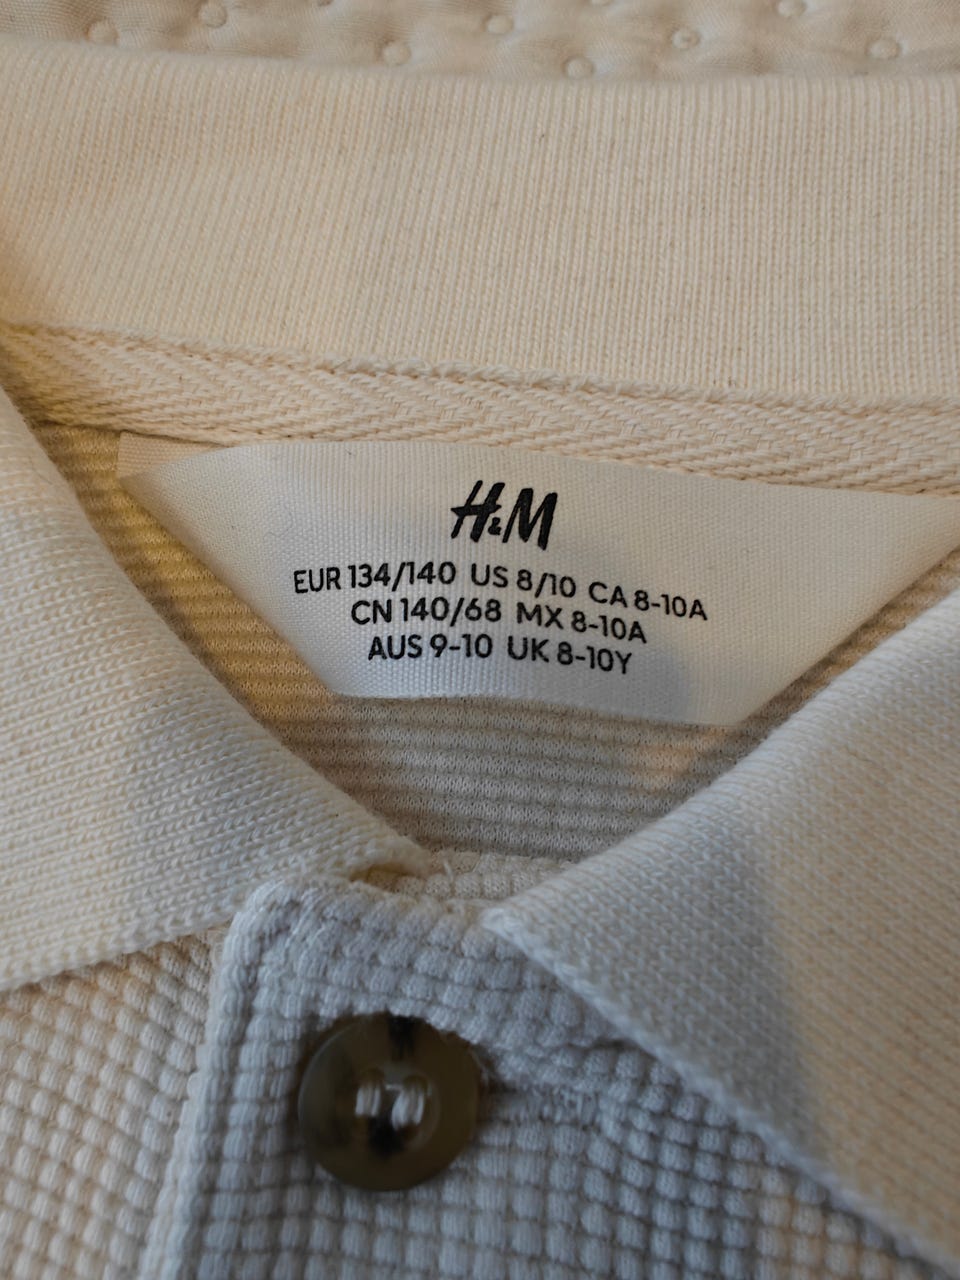 H&M
EUR 134/140 US 8/10 CA 8-10A
CN 140/68 MX 8-10A
AUS 9-10 UK 8-10Y